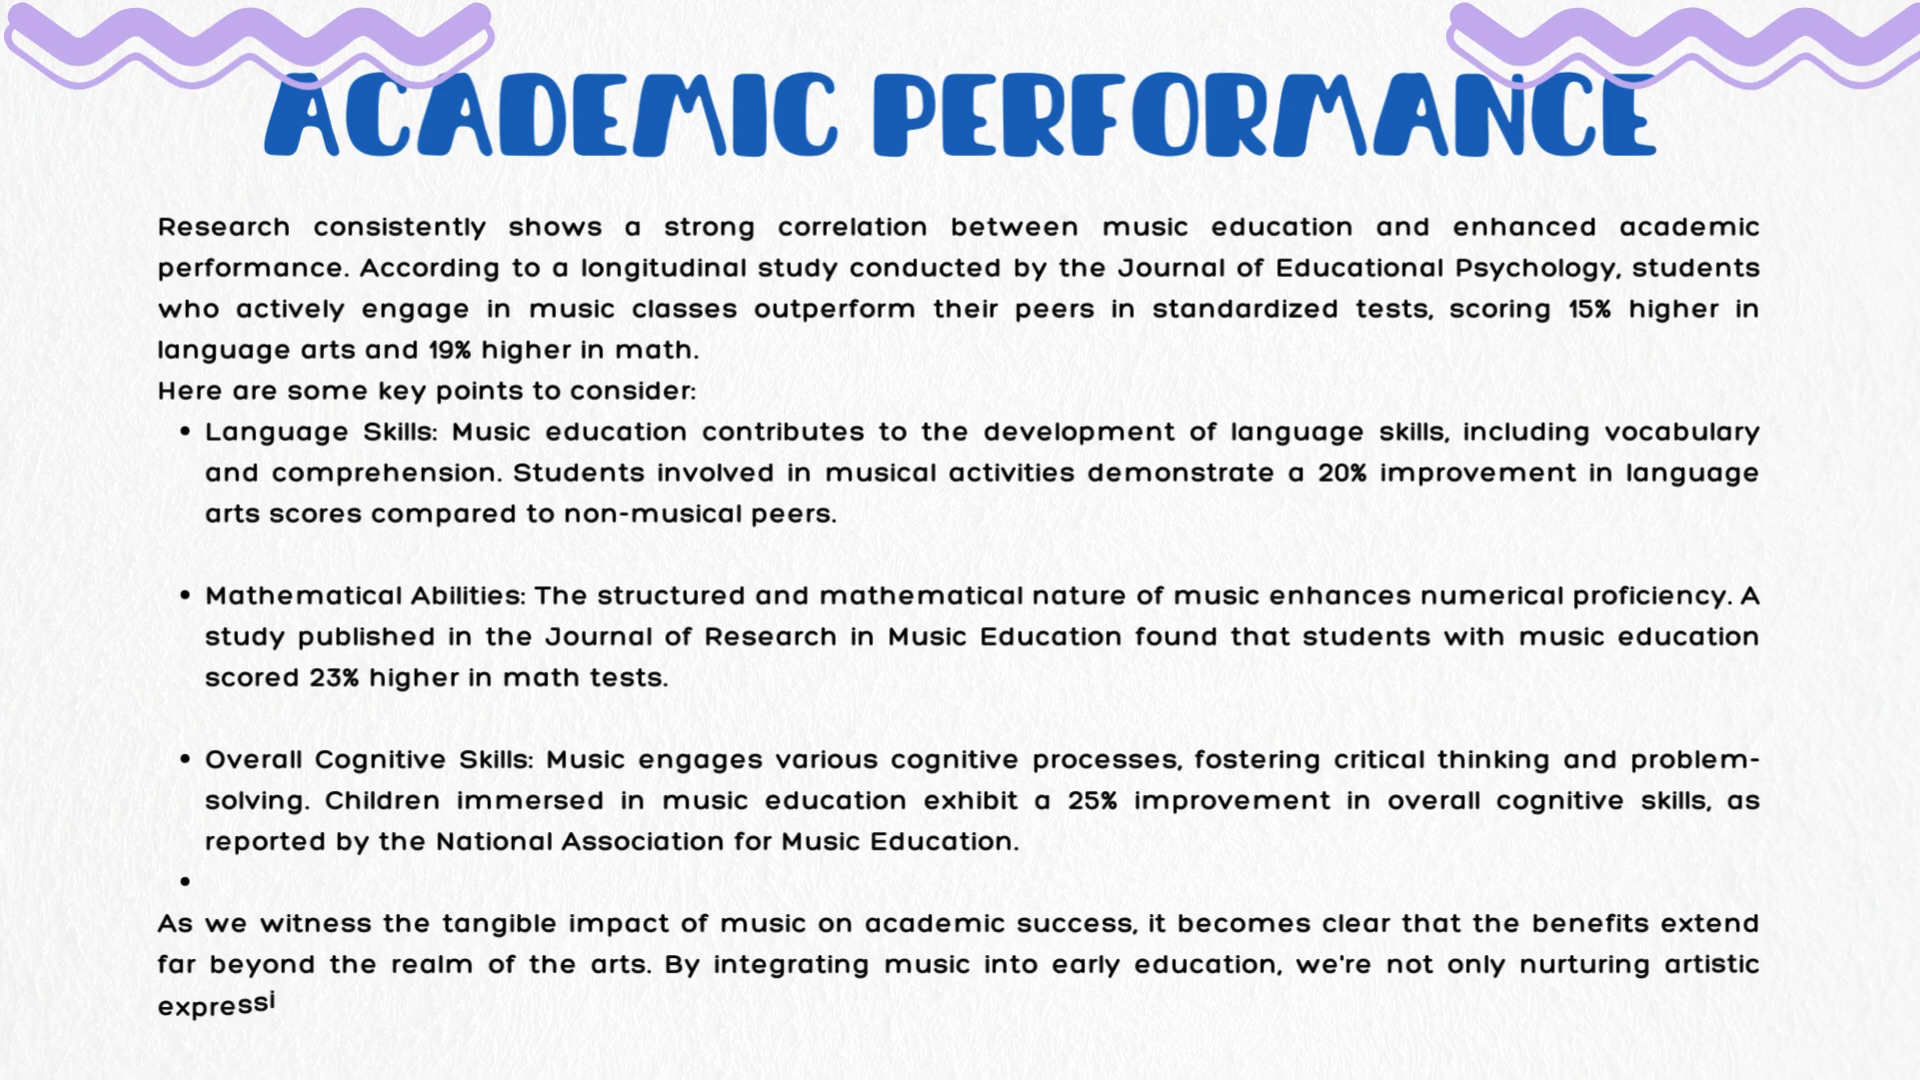 ACADEMIC PERFORMANCE
Research consistently shows a strong correlation between music education and enhanced academic
performance. According to a longitudinal study conducted by the Journal of Educational Psychology, students
who actively engage in music classes outperform their peers in standardized tests, scoring 15% higher in
language arts and 19% higher in math.
Here are some key points to consider:
• Language Skills: Music education contributes to the development of language skills, including vocabulary
and comprehension. Students involved in musical activities demonstrate a 20% improvement in language
arts scores compared to non-musical peers.
• Mathematical Abilities: The structured and mathematical nature of music enhances numerical proficiency. A
study published in the Journal of Research in Music Education found that students with music education
scored 23% higher in math tests.
• Overall Cognitive Skills: Music engages various cognitive processes, fostering critical thinking and problem-
solving. Children immersed in music education exhibit a 25% improvement in overall cognitive skills, as
reported by the National Association for Music Education.
•
As we witness the tangible impact of music on academic success, it becomes clear that the benefits extend
far beyond the realm of the arts. By integrating music into early education, we're not only nurturing artistic
expressi